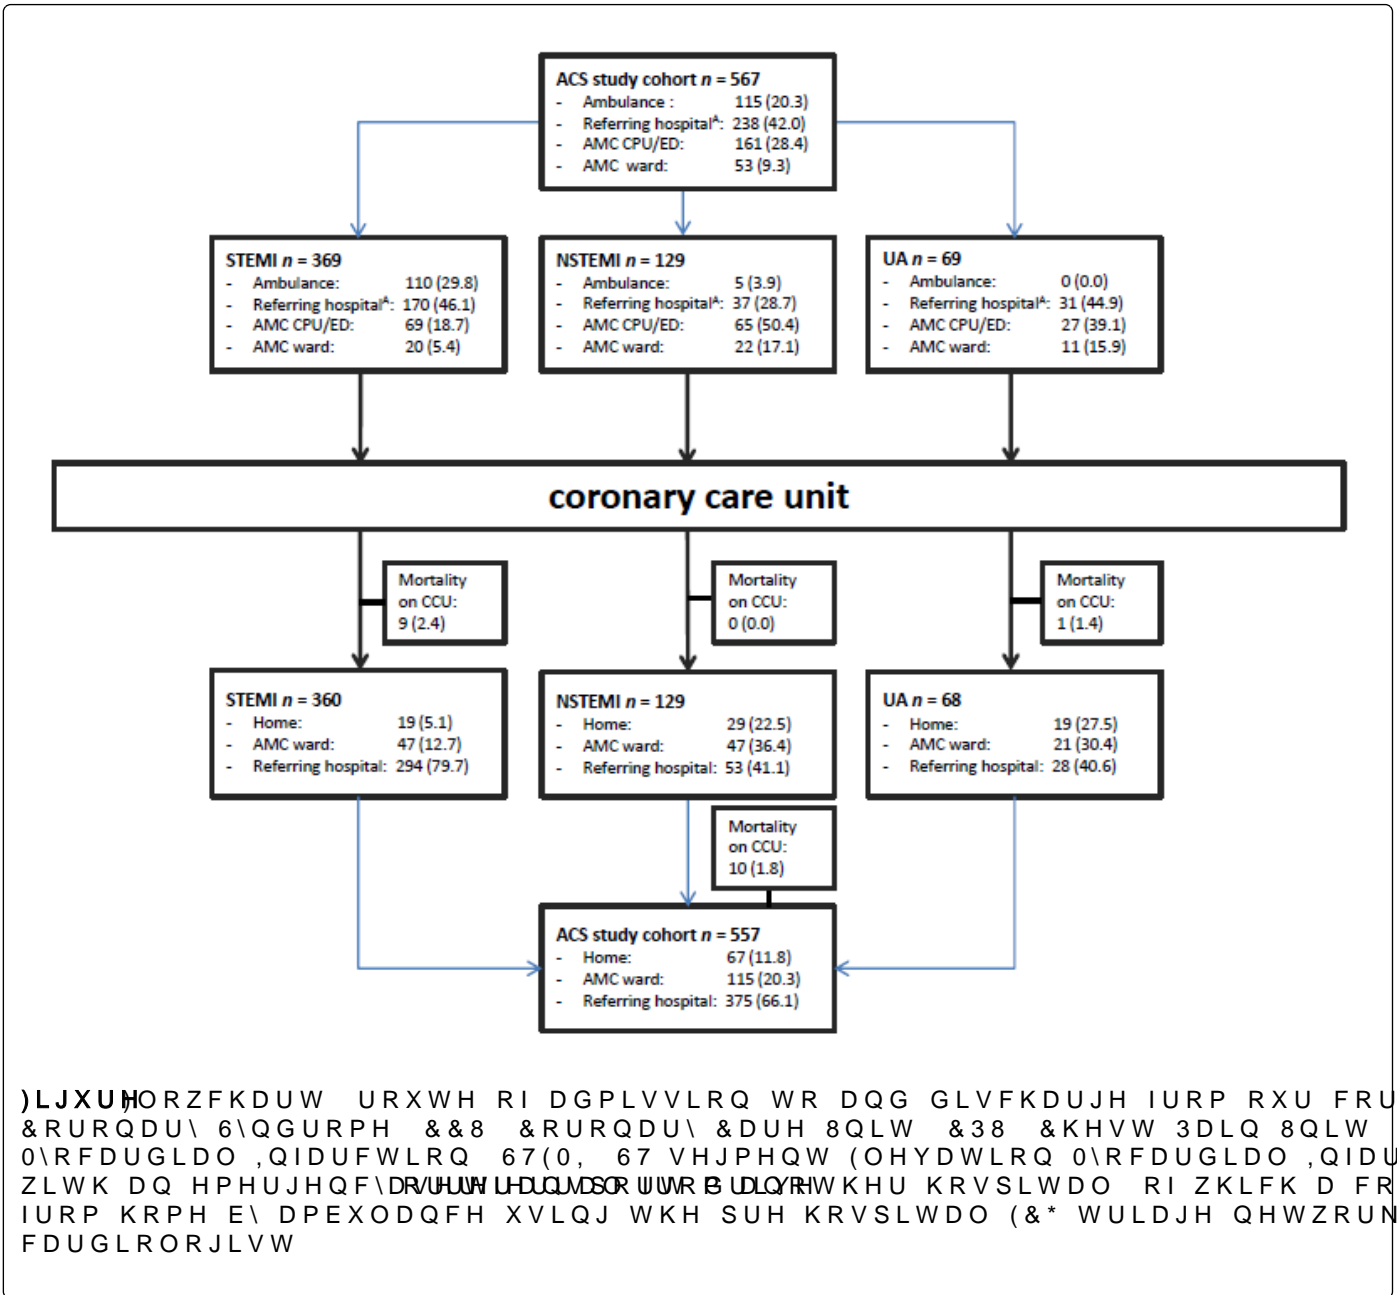 ACS study cohort n = 567
- Ambulance : 115 (20.3)
- Referring hospitalᴬ: 238 (42.0)
- AMC CPU/ED: 161 (28.4)
- AMC ward: 53 (9.3)
STEMI n = 369
- Ambulance: 110 (29.8)
- Referring hospitalᴬ: 170 (46.1)
- AMC CPU/ED: 69 (18.7)
- AMC ward: 20 (5.4)
NSTEMI n = 129
- Ambulance: 5 (3.9)
- Referring hospitalᴬ: 37 (28.7)
- AMC CPU/ED: 65 (50.4)
- AMC ward: 22 (17.1)
UA n = 69
- Ambulance: 0 (0.0)
- Referring hospitalᴬ: 31 (44.9)
- AMC CPU/ED: 27 (39.1)
- AMC ward: 11 (15.9)
coronary care unit
Mortality
on CCU:
9 (2.4)
Mortality
on CCU:
0 (0.0)
Mortality
on CCU:
1 (1.4)
STEMI n = 360
- Home: 19 (5.1)
- AMC ward: 47 (12.7)
- Referring hospital: 294 (79.7)
NSTEMI n = 129
- Home: 29 (22.5)
- AMC ward: 47 (36.4)
- Referring hospital: 53 (41.1)
UA n = 68
- Home: 19 (27.5)
- AMC ward: 21 (30.4)
- Referring hospital: 28 (40.6)
Mortality
on CCU:
10 (1.8)
ACS study cohort n = 557
- Home: 67 (11.8)
- AMC ward: 115 (20.3)
- Referring hospital: 375 (66.1)
)LJXUH ORZFKDUW URXWH RI DGPLVVLRQ WR DQG GLVFKDUJH IURP RXU FRU
&RURQDU\ 6\QGURPH &&8 &RURQDU\ &DUH 8QLW &38 &KHVW 3DLQ 8QLW
0\RFDUGLDO ,QIDUFWLRQ 67(0, 67 VHJPHQW (OHYDWLRQ 0\RFDUGLDO ,QIDU
ZLWK DQ HPHUJHQF\ WKHU KRVSLWDO RI ZKLFK D FR
IURP KRPH E\ DPEXODQFH XVLQJ WKH SUH KRVSLWDO (&* WULDJH QHWZRUN
FDUGLRORJLVW